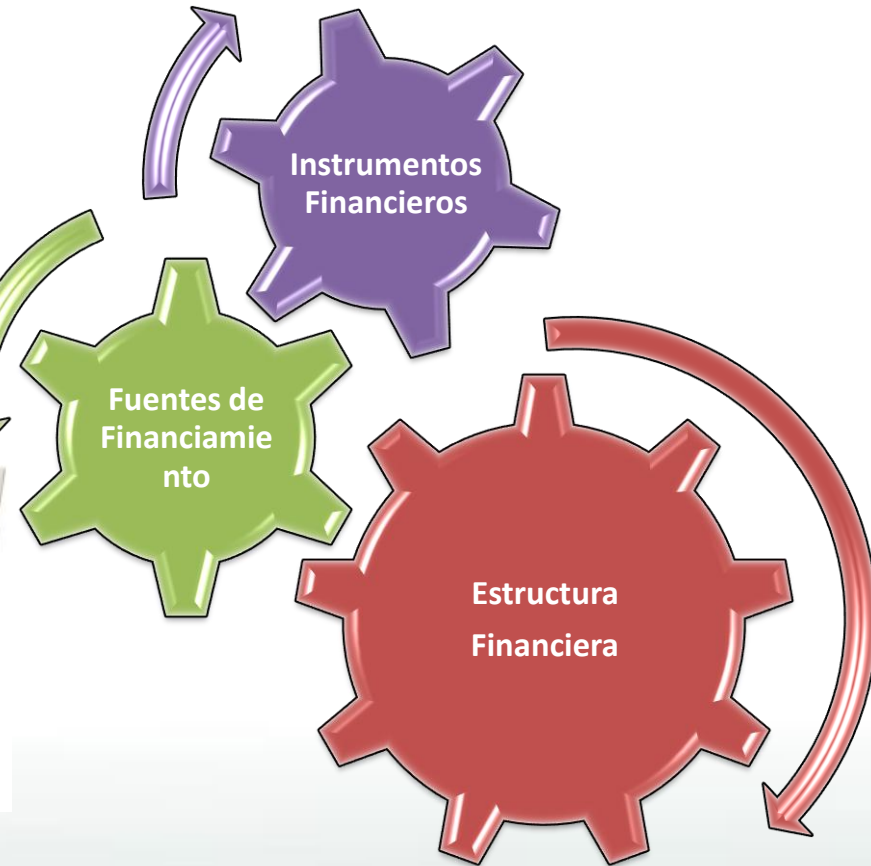 Instrumentos
Financieros
Fuentes de
Financiamie
nto
Estructura
Financiera